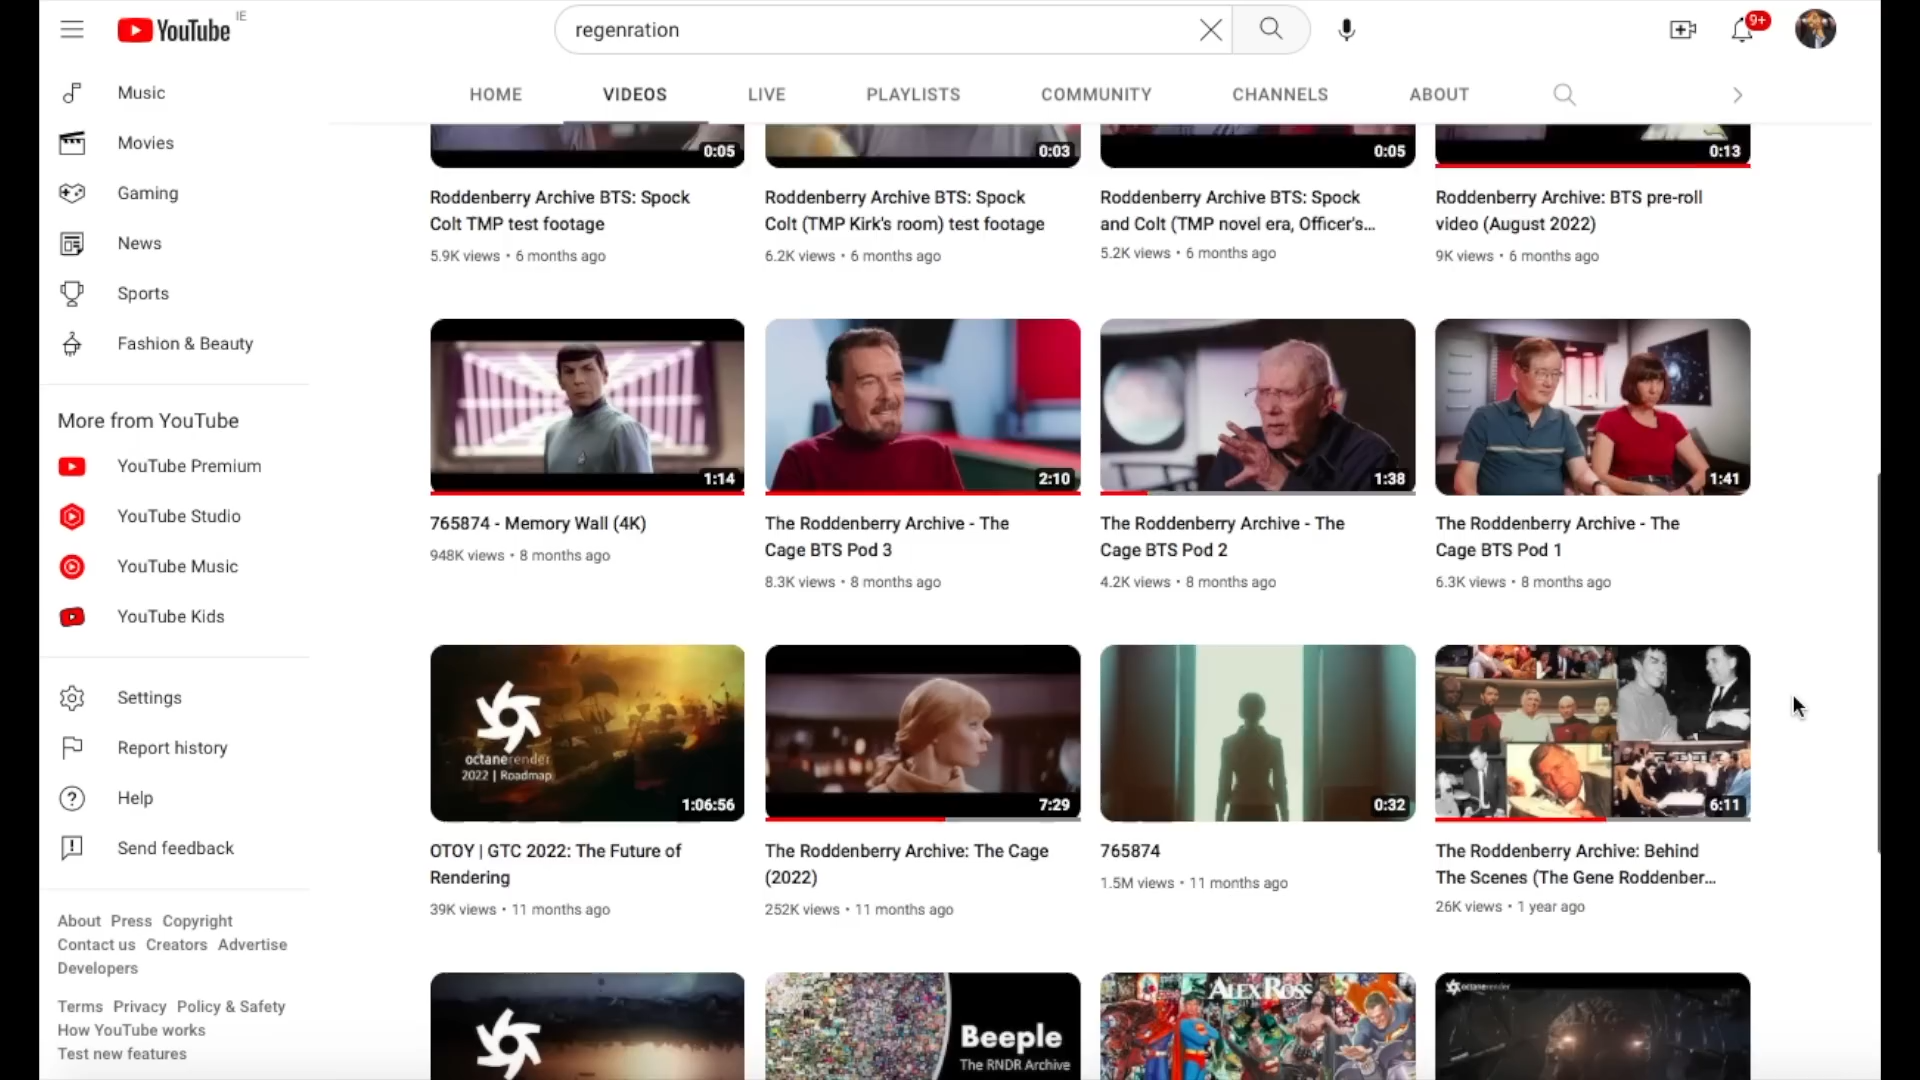 YouTube IE
regenration
9+
Music
Movies
Gaming
News
Sports
Fashion & Beauty
More from YouTube
YouTube Premium
YouTube Studio
YouTube Music
YouTube Kids
Settings
Report history
Help
Send feedback
About Press Copyright
Contact us Creators Advertise
Developers
Terms Privacy Policy & Safety
How YouTube works
Test new features
HOME VIDEOS LIVE PLAYLISTS COMMUNITY CHANNELS ABOUT
0:05
Roddenberry Archive BTS: Spock
Colt TMP test footage
5.9K views • 6 months ago
0:03
Roddenberry Archive BTS: Spock
Colt (TMP Kirk's room) test footage
6.2K views • 6 months ago
0:05
Roddenberry Archive BTS: Spock
and Colt (TMP novel era, Officer's...
5.2K views • 6 months ago
0:13
Roddenberry Archive: BTS pre-roll
video (August 2022)
9K views • 6 months ago
1:14
765874 - Memory Wall (4K)
948K views • 8 months ago
2:10
The Roddenberry Archive - The
Cage BTS Pod 3
8.3K views • 8 months ago
1:38
The Roddenberry Archive - The
Cage BTS Pod 2
4.2K views • 8 months ago
1:41
The Roddenberry Archive - The
Cage BTS Pod 1
6.3K views • 8 months ago
octanerender
2022 | Roadmap
1:06:56
OTOY | GTC 2022: The Future of
Rendering
39K views • 11 months ago
7:29
The Roddenberry Archive: The Cage
(2022)
252K views • 11 months ago
0:32
765874
1.5M views • 11 months ago
6:11
The Roddenberry Archive: Behind
The Scenes (The Gene Roddenber...
26K views • 1 year ago
Beeple
The RNDR Archive
ALEX ROSS
octanerender